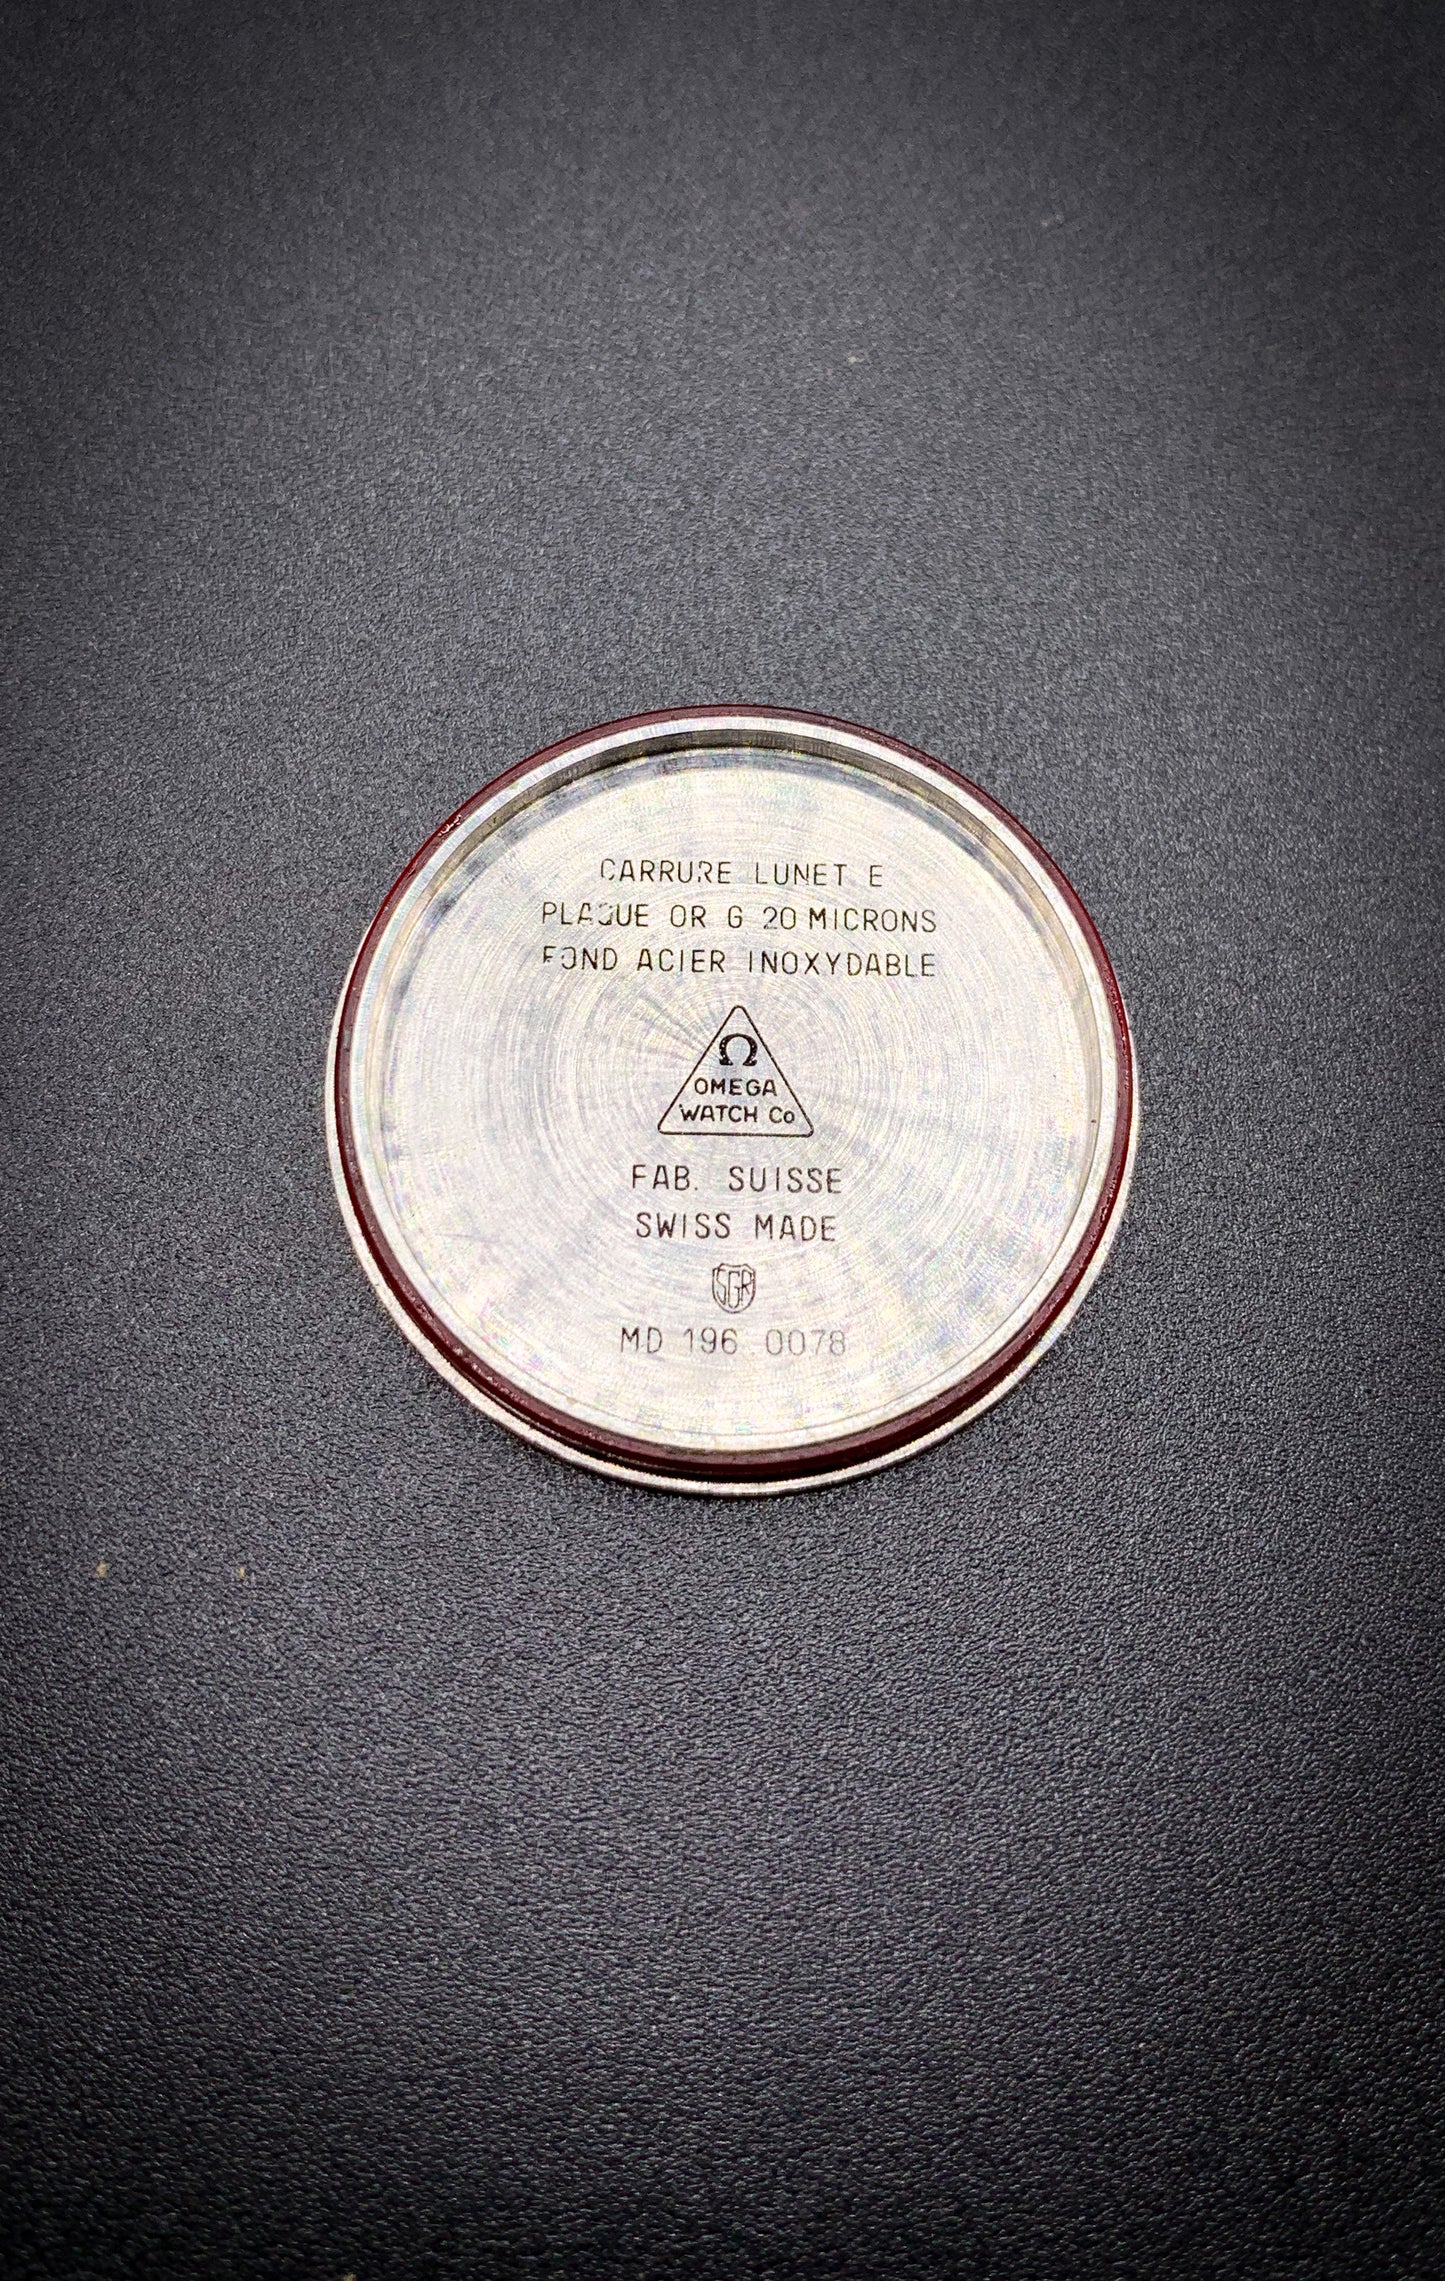 CARRURE LUNET E
PLAQUE OR G 20 MICRONS
FOND ACIER INOXYDABLE
Ω
OMEGA
WATCH Co
FAB. SUISSE
SWISS MADE
SGR
MD 196.0078